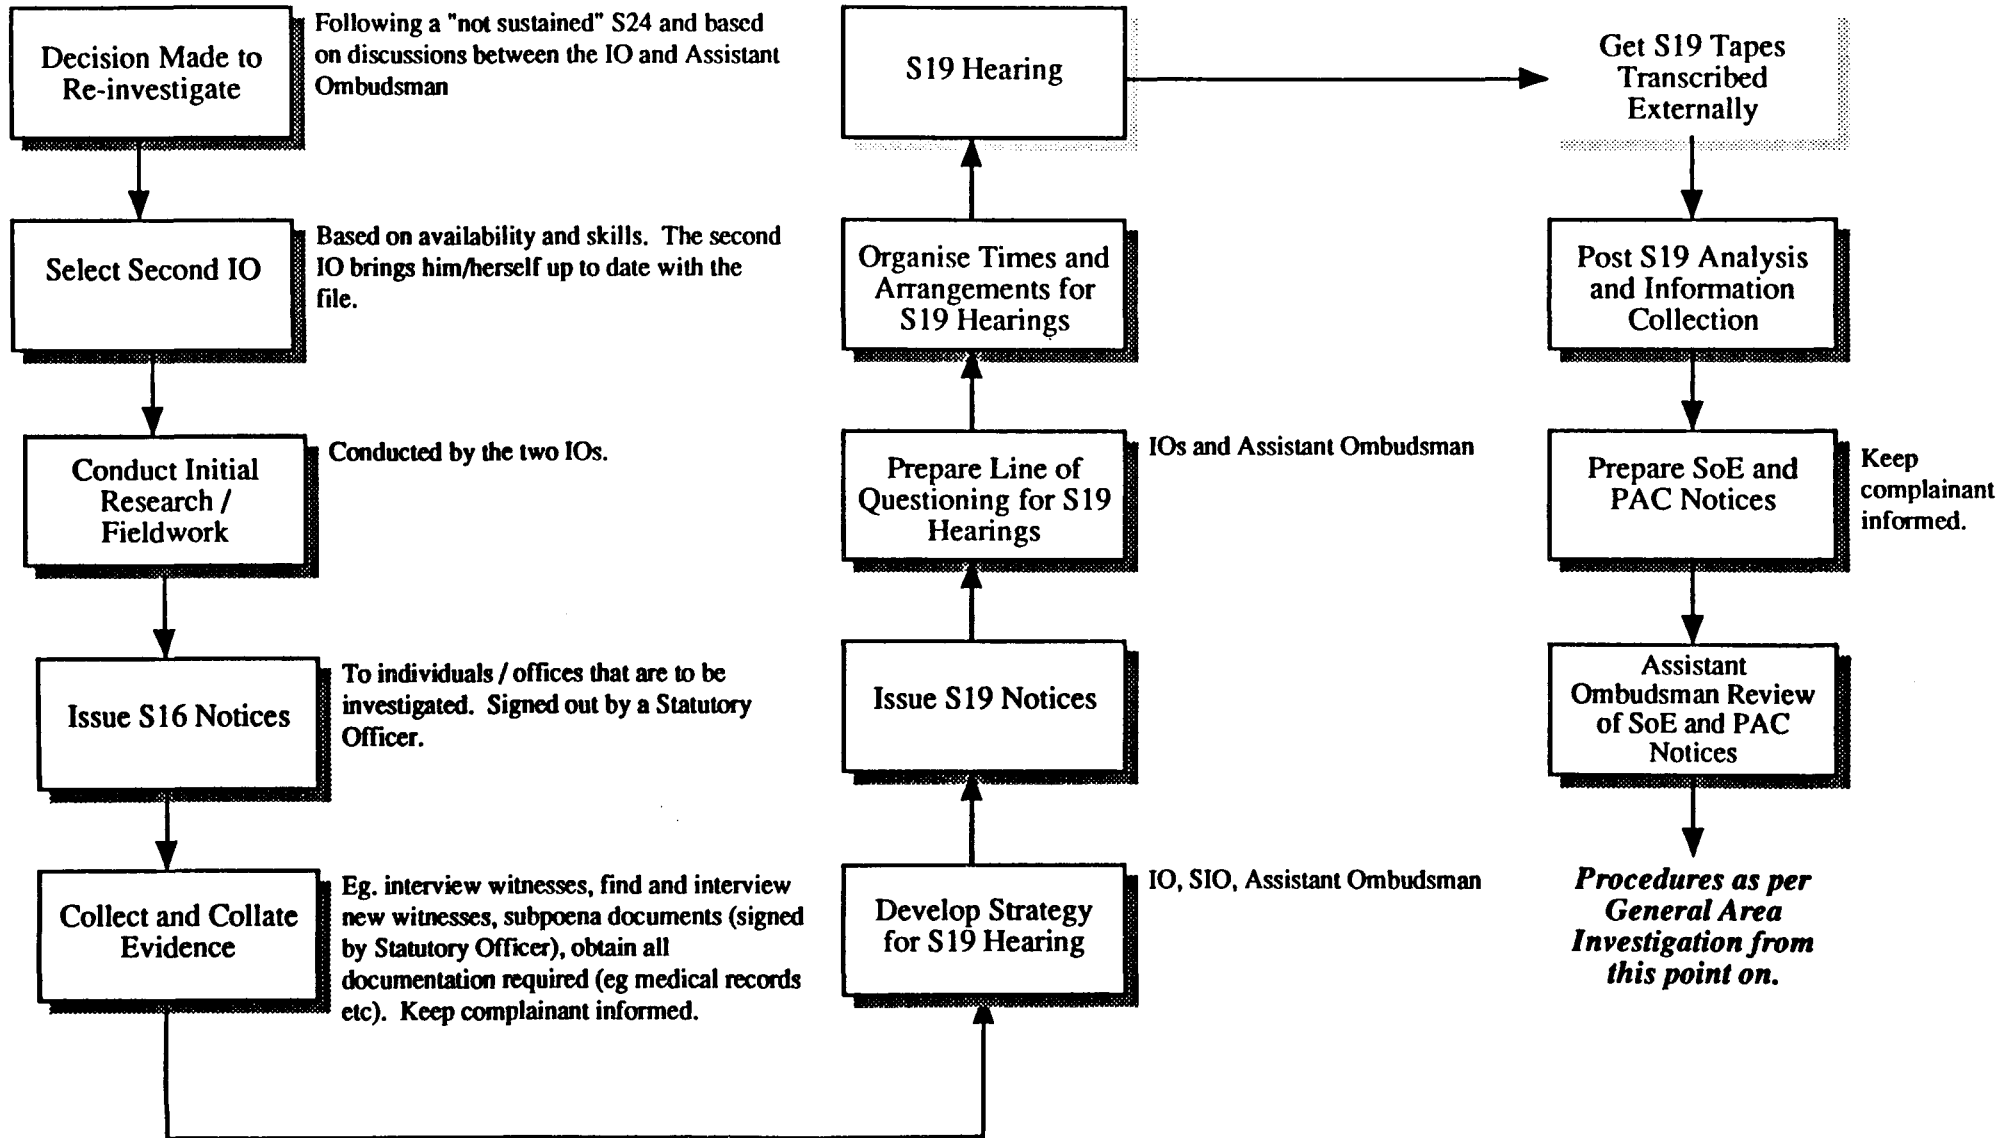 Decision Made to
Re-investigate
Following a "not sustained" S24 and based
on discussions between the IO and Assistant
Ombudsman
Select Second IO
Based on availability and skills. The second
IO brings him/herself up to date with the
file.
Conduct Initial
Research /
Fieldwork
Conducted by the two IOs.
Issue S16 Notices
To individuals / offices that are to be
investigated. Signed out by a Statutory
Officer.
Collect and Collate
Evidence
Eg. interview witnesses, find and interview
new witnesses, subpoena documents (signed
by Statutory Officer), obtain all
documentation required (eg medical records
etc). Keep complainant informed.
Develop Strategy
for S19 Hearing
IO, SIO, Assistant Ombudsman
Issue S19 Notices
Prepare Line of
Questioning for S19
Hearings
IOs and Assistant Ombudsman
Organise Times and
Arrangements for
S19 Hearings
S19 Hearing
Get S19 Tapes
Transcribed
Externally
Post S19 Analysis
and Information
Collection
Prepare SoE and
PAC Notices
Keep
complainant
informed.
Assistant
Ombudsman Review
of SoE and PAC
Notices
Procedures as per
General Area
Investigation from
this point on.